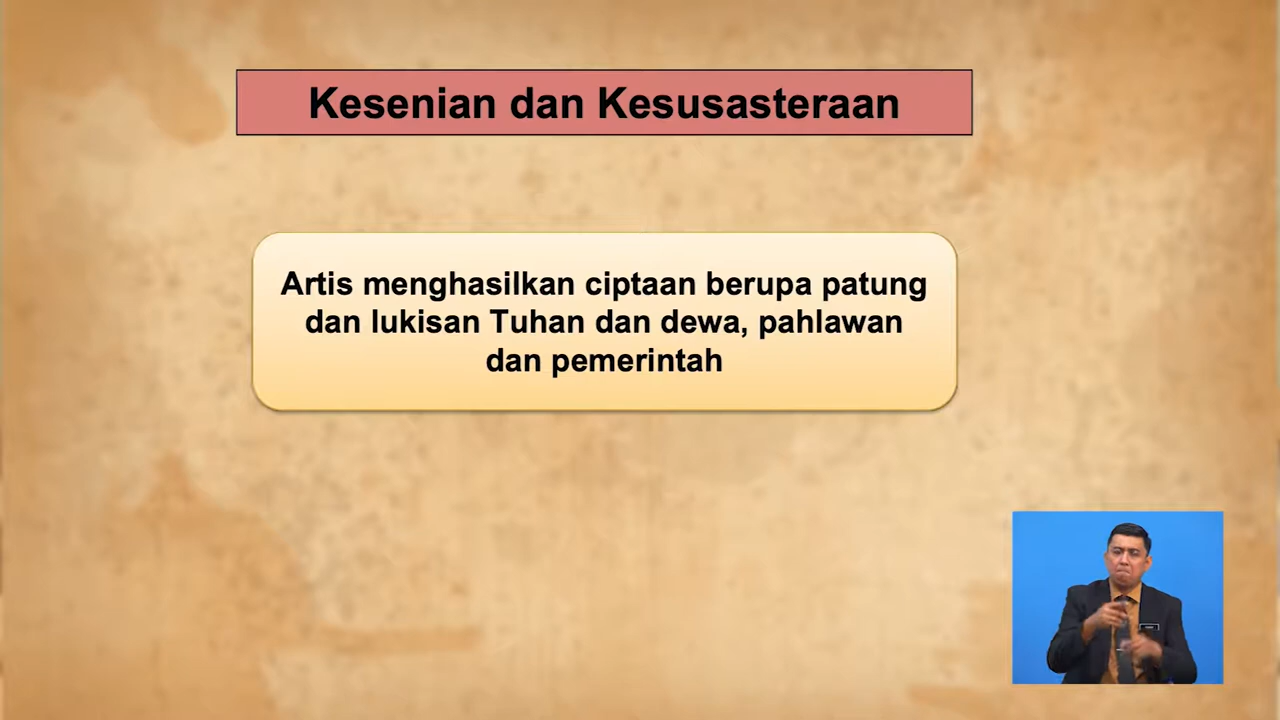 Kesenian dan Kesusasteraan
Artis menghasilkan ciptaan berupa patung
dan lukisan Tuhan dan dewa, pahlawan
dan pemerintah